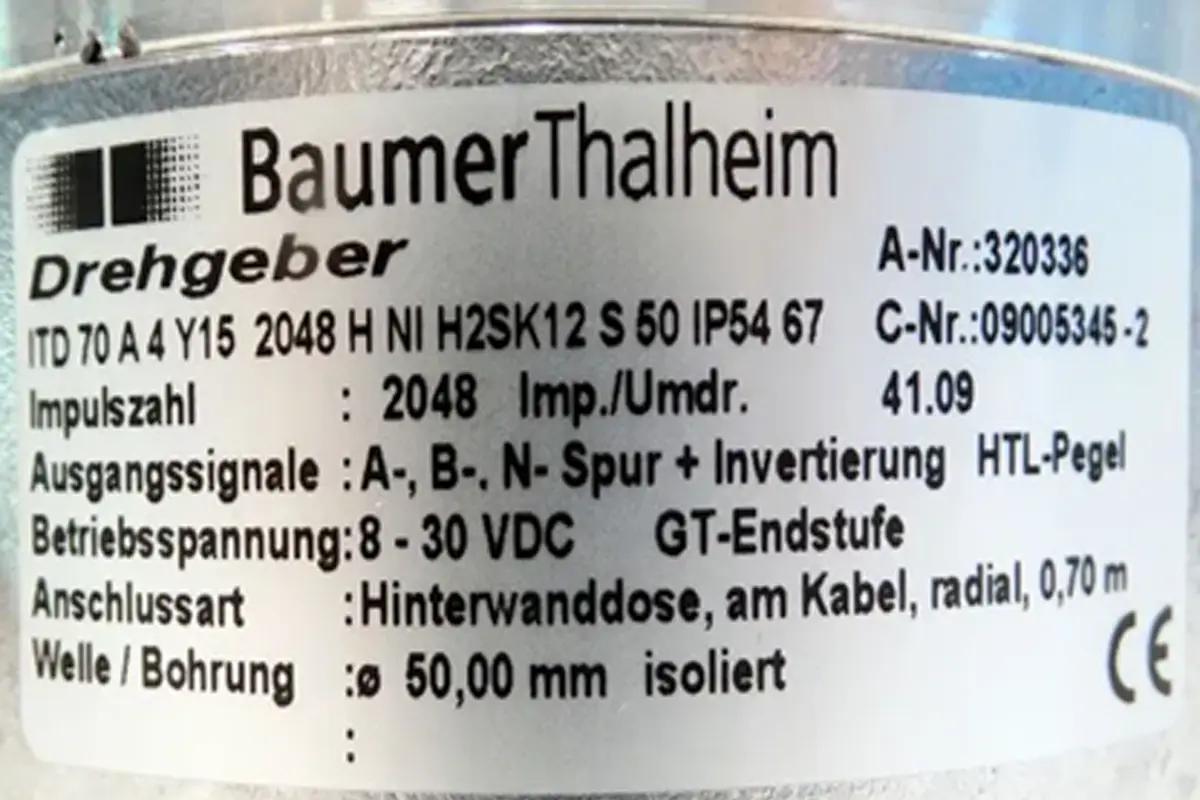 BaumerThalheim
Drehgeber A-Nr.:320336
ITD 70 A 4 Y15 2048 H NI H2SK12 S 50 IP54 67 C-Nr.:09005345-2
Impulszahl : 2048 Imp./Umdr. 41.09
Ausgangssignale : A-, B-, N- Spur + Invertierung HTL-Pegel
Betriebsspannung:8 - 30 VDC GT-Endstufe
Anschlussart :Hinterwanddose, am Kabel, radial, 0,70 m
Welle / Bohrung :ø 50,00 mm isoliert
:
CE